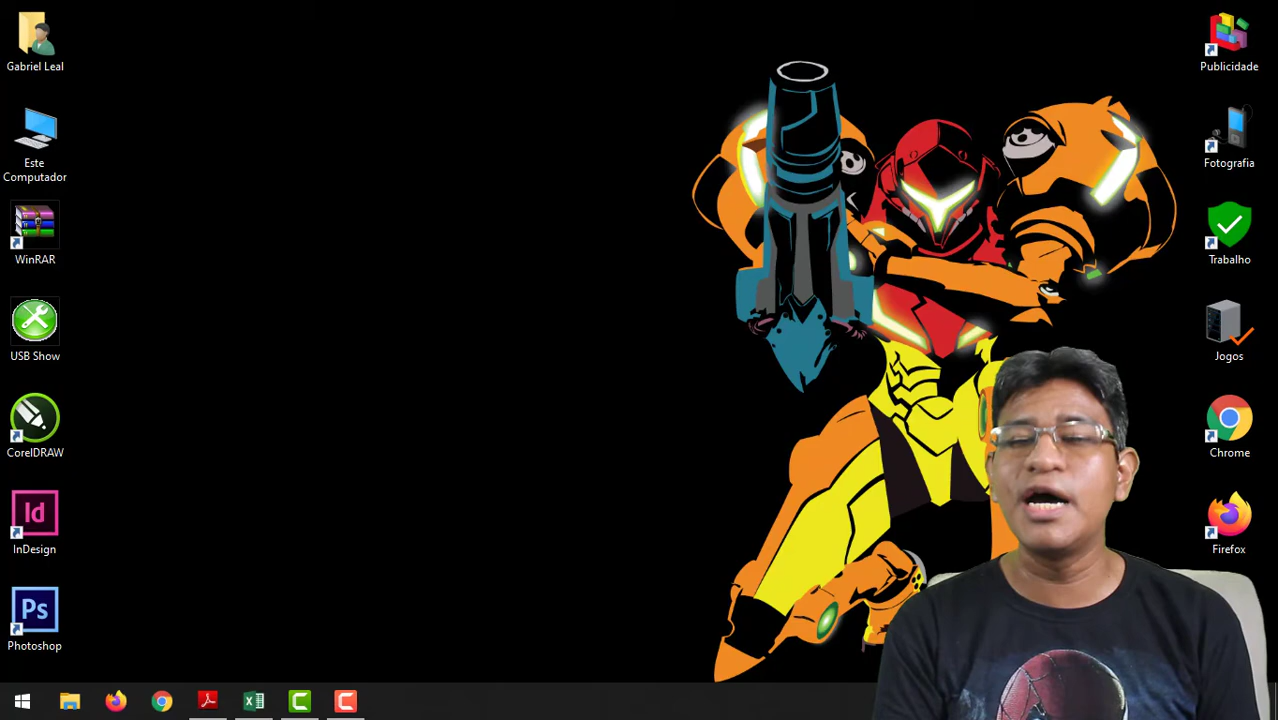 Gabriel Leal
Este
Computador
WinRAR
USB Show
CorelDRAW
Id
InDesign
Ps
Photoshop
Publicidade
Fotografia
Trabalho
Jogos
Chrome
Firefox